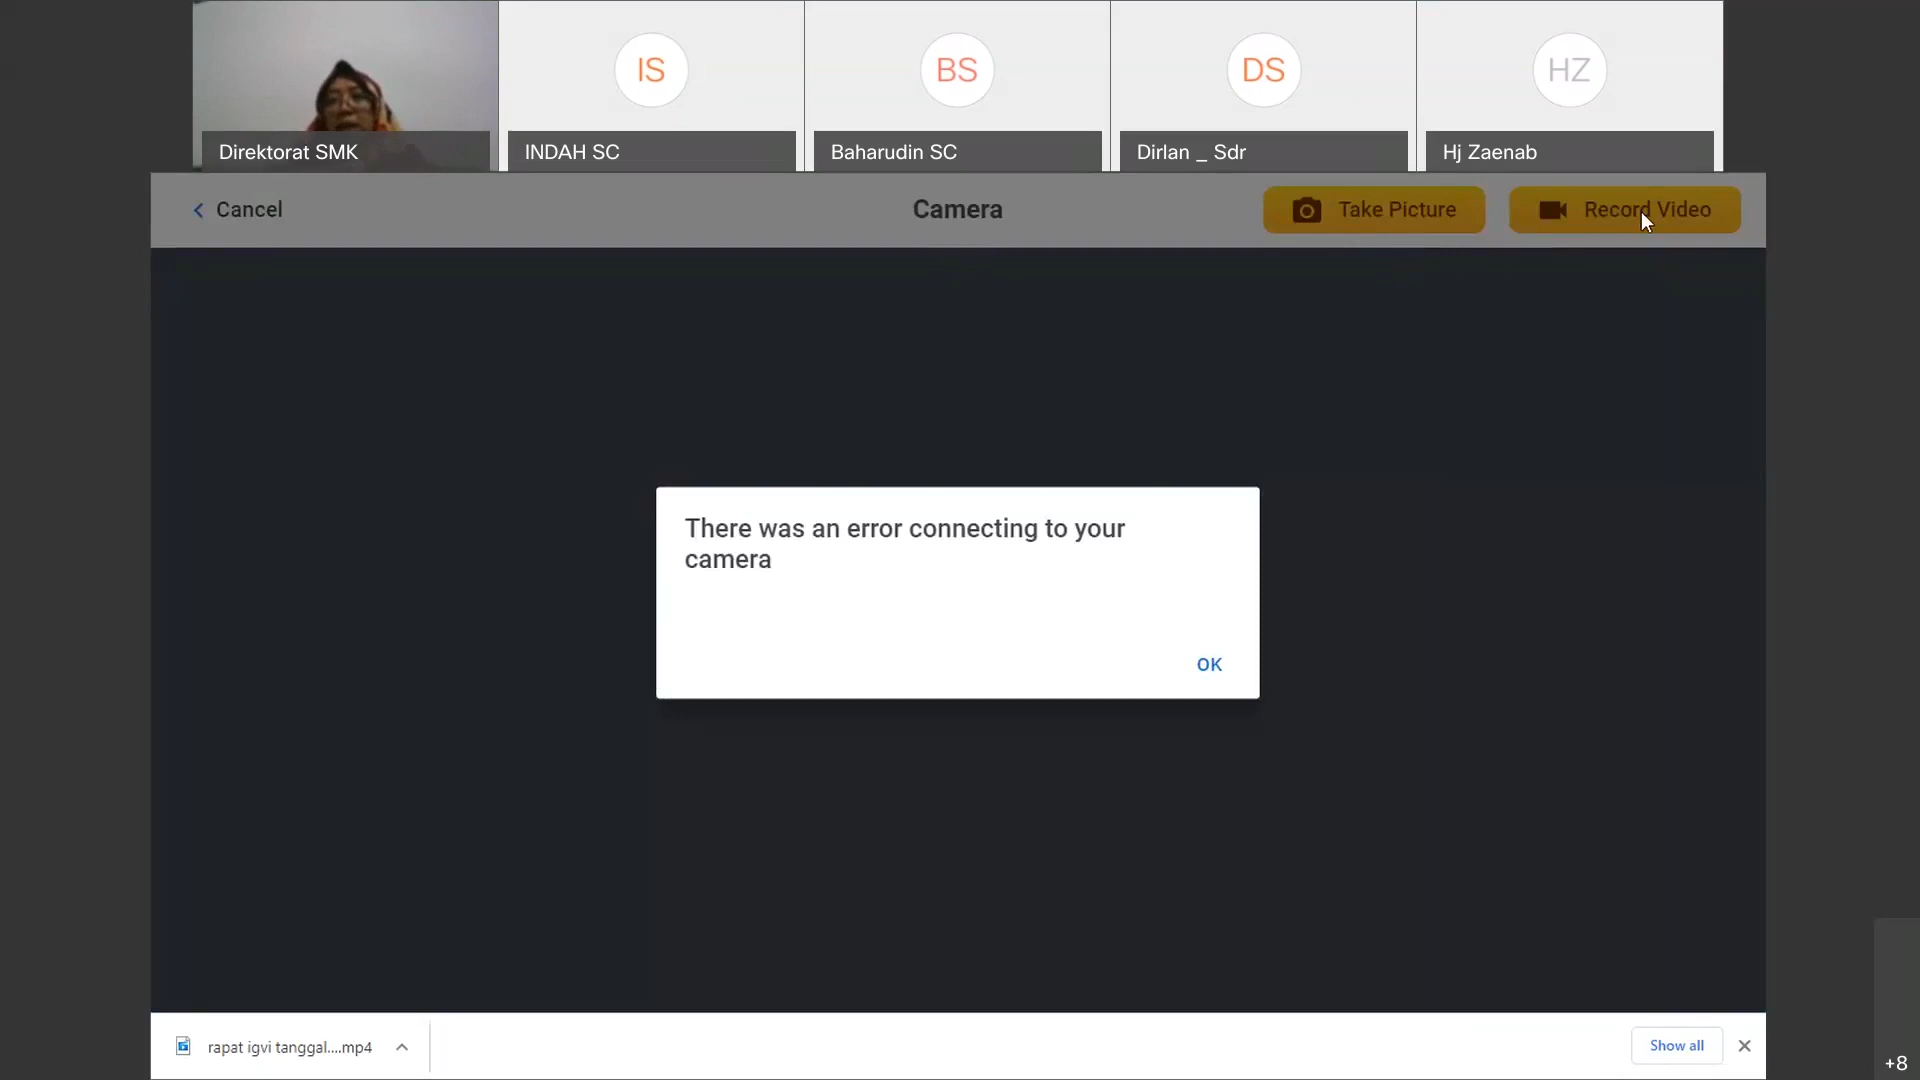 IS
BS
DS
HZ
Direktorat SMK
INDAH SC
Baharudin SC
Dirlan _ Sdr
Hj Zaenab
Cancel
Camera
Take Picture
Record Video
There was an error connecting to your
camera
OK
rapat igvi tanggal....mp4
Show all
+8